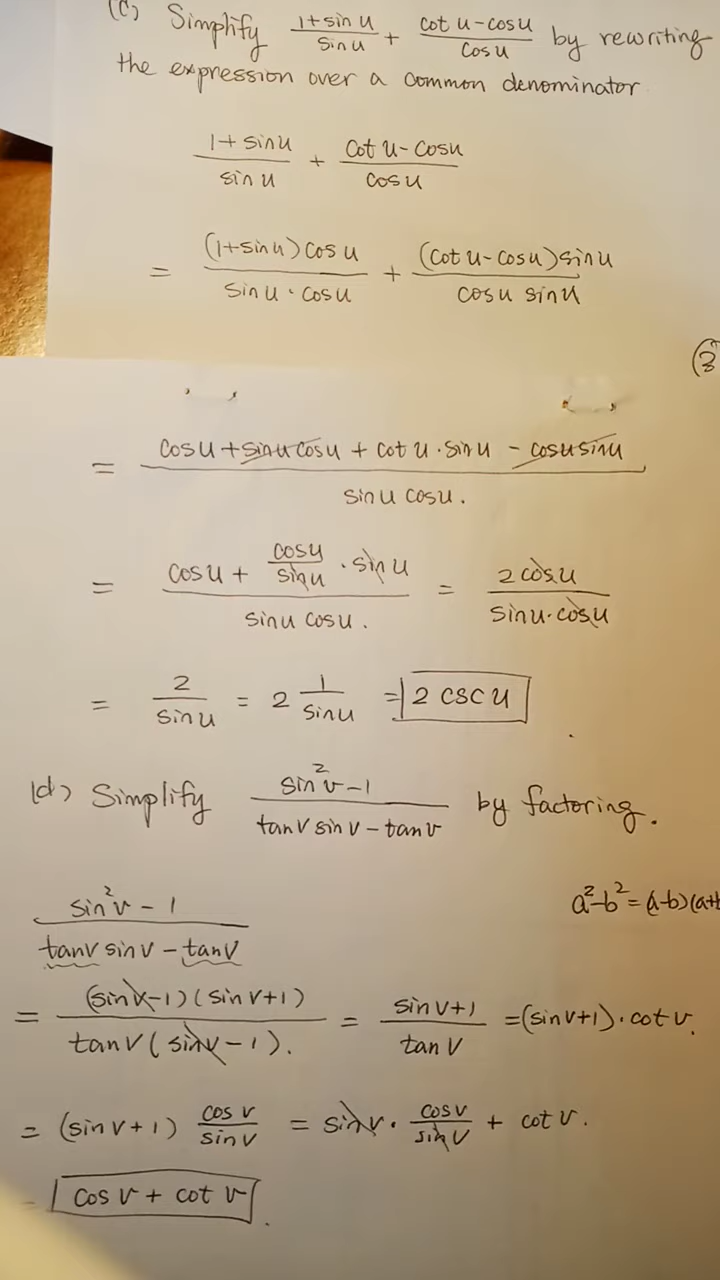 (c) Simplify (1+sin u)/(sin u) + (cot u-cos u)/(cos u) by rewriting
the expression over a common denominator
(1+ sin u)/(sin u) + (cot u-cos u)/(cos u)
= ((1+sin u)cos u)/(sin u · cos u) + ((cot u-cos u)sin u)/(cos u sin u)
(3
= (cos u + sin u cos u + cot u · sin u - cos u sin u)/(sin u cos u).
= (cos u + (cos u)/(sin u) · sin u)/(sin u cos u). = (2 cos u)/(sin u · cos u)
= 2/(sin u) = 2 1/(sin u) = 2 csc u
(d) Simplify (sin² v - 1)/(tan v sin v - tan v) by factoring.
(sin² v - 1)/(tan v sin v - tan v)
a²-b² = (a-b)(a+b
= ((sin v-1)(sin v+1))/(tan v (sin v-1)). = (sin v+1)/(tan v) = (sin v+1) · cot v.
= (sin v+1) (cos v)/(sin v) = sin v · (cos v)/(sin v) + cot v.
= cos v + cot v.